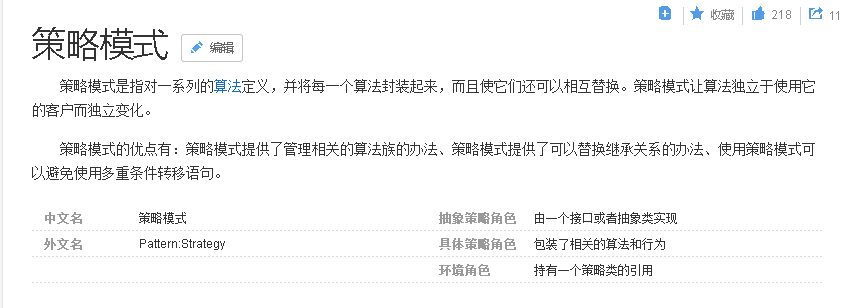 收藏 218 11
策略模式 编辑
策略模式是指对一系列的算法定义，并将每一个算法封装起来，而且使它们还可以相互替换。策略模式让算法独立于使用它
的客户而独立变化。
策略模式的优点有：策略模式提供了管理相关的算法族的办法、策略模式提供了可以替换继承关系的办法、使用策略模式可
以避免使用多重条件转移语句。
中文名 策略模式 抽象策略角色 由一个接口或者抽象类实现
外文名 Pattern:Strategy 具体策略角色 包装了相关的算法和行为
环境角色 持有一个策略类的引用